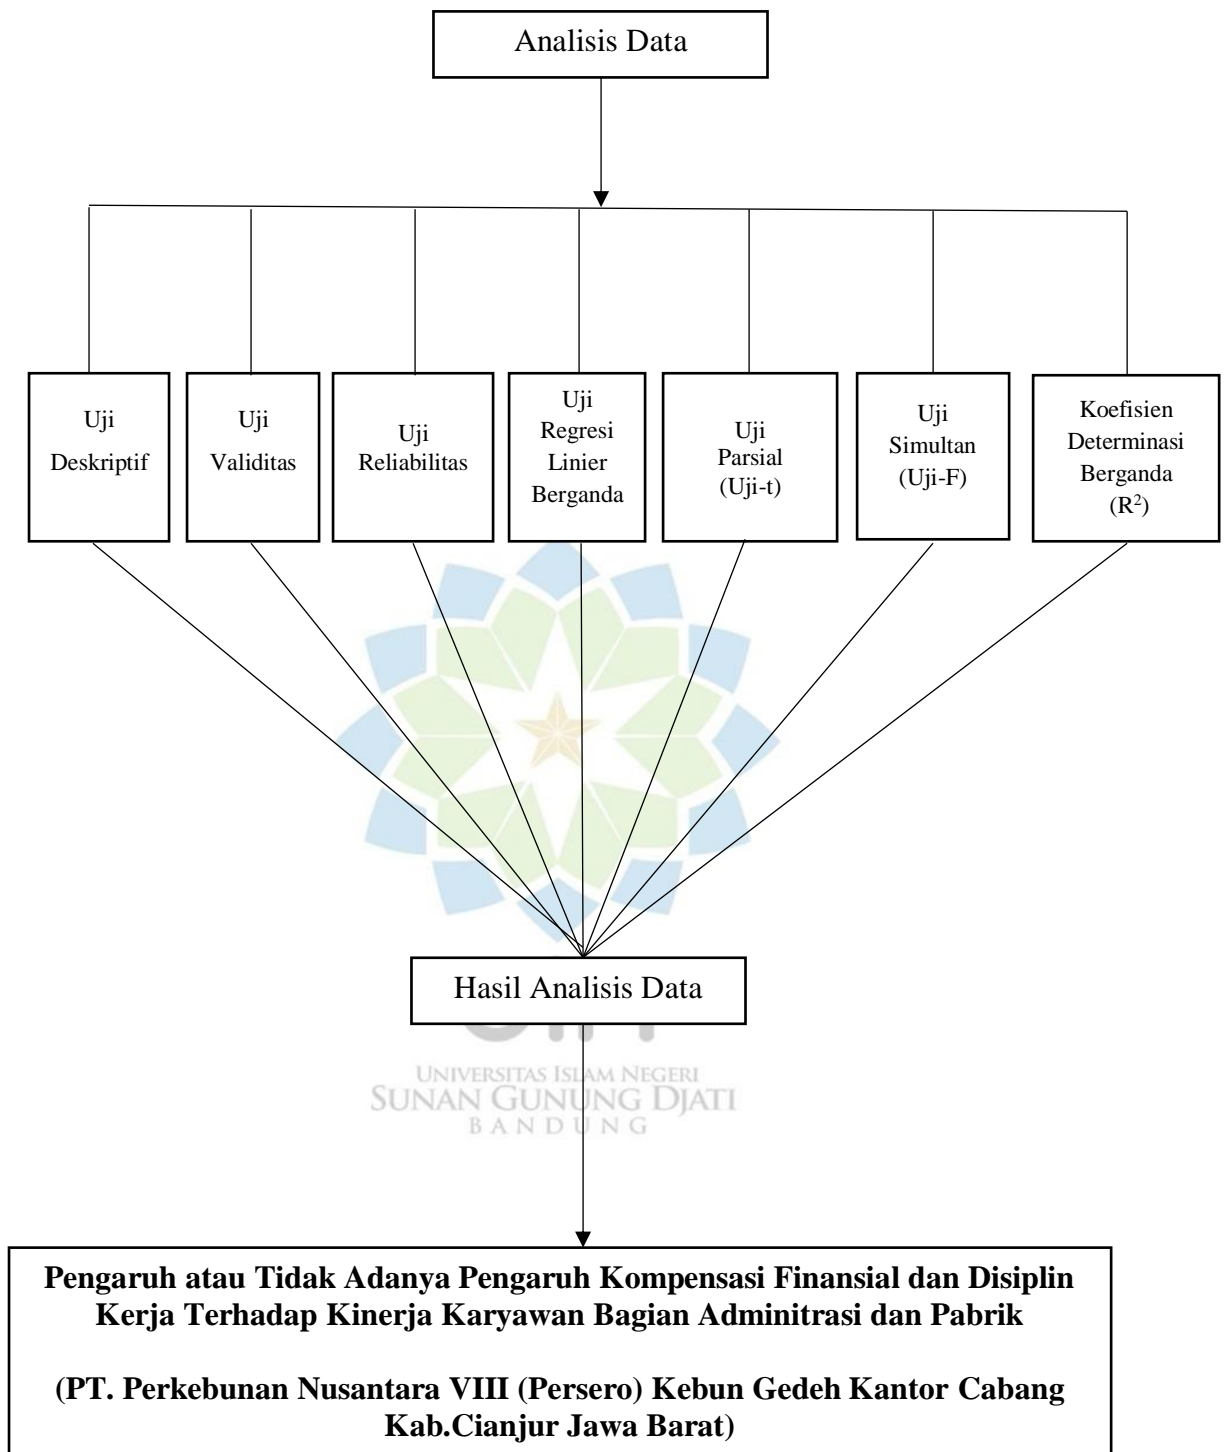 Analisis Data
Uji
Deskriptif
Uji
Validitas
Uji
Reliabilitas
Uji
Regresi
Linier
Berganda
Uji
Parsial
(Uji-t)
Uji
Simultan
(Uji-F)
Koefisien
Determinasi
Berganda
(R²)
Hasil Analisis Data
UNIVERSITAS ISLAM NEGERI
SUNAN GUNUNG DJATI
BANDUNG
Pengaruh atau Tidak Adanya Pengaruh Kompensasi Finansial dan Disiplin
Kerja Terhadap Kinerja Karyawan Bagian Adminitrasi dan Pabrik
(PT. Perkebunan Nusantara VIII (Persero) Kebun Gedeh Kantor Cabang
Kab.Cianjur Jawa Barat)